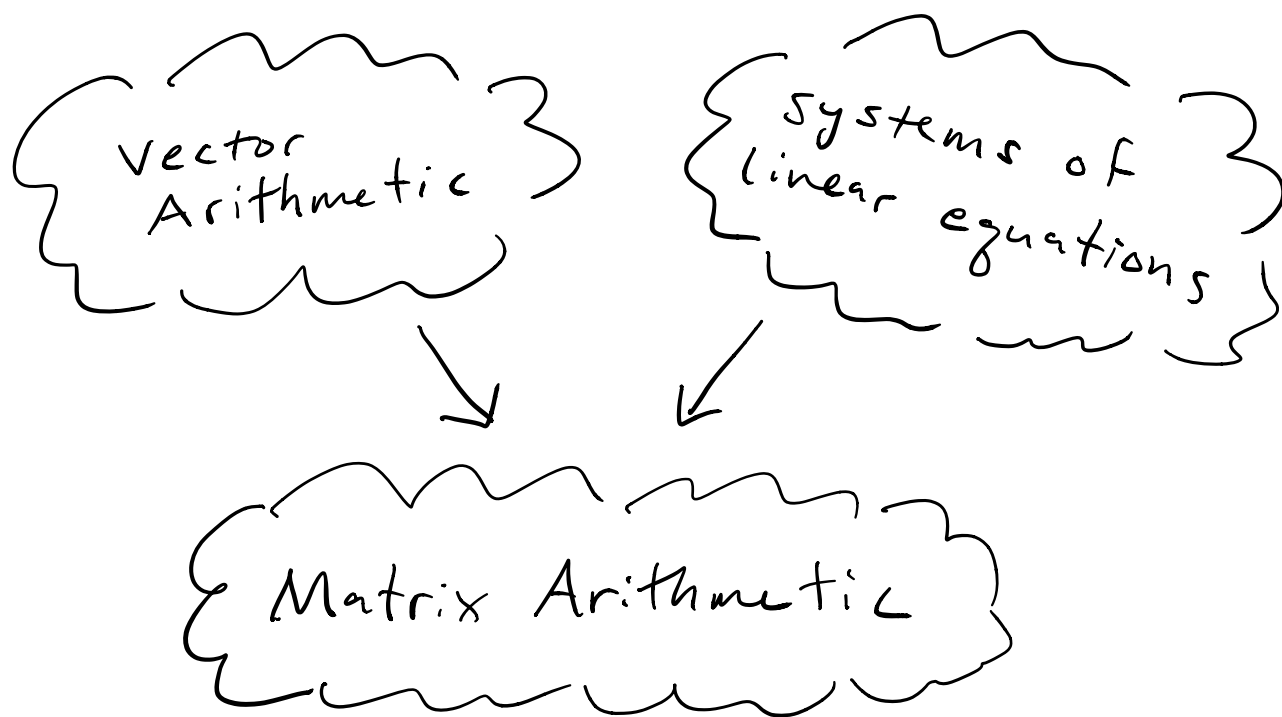 Vector
Arithmetic
systems of
linear equations
Matrix Arithmetic